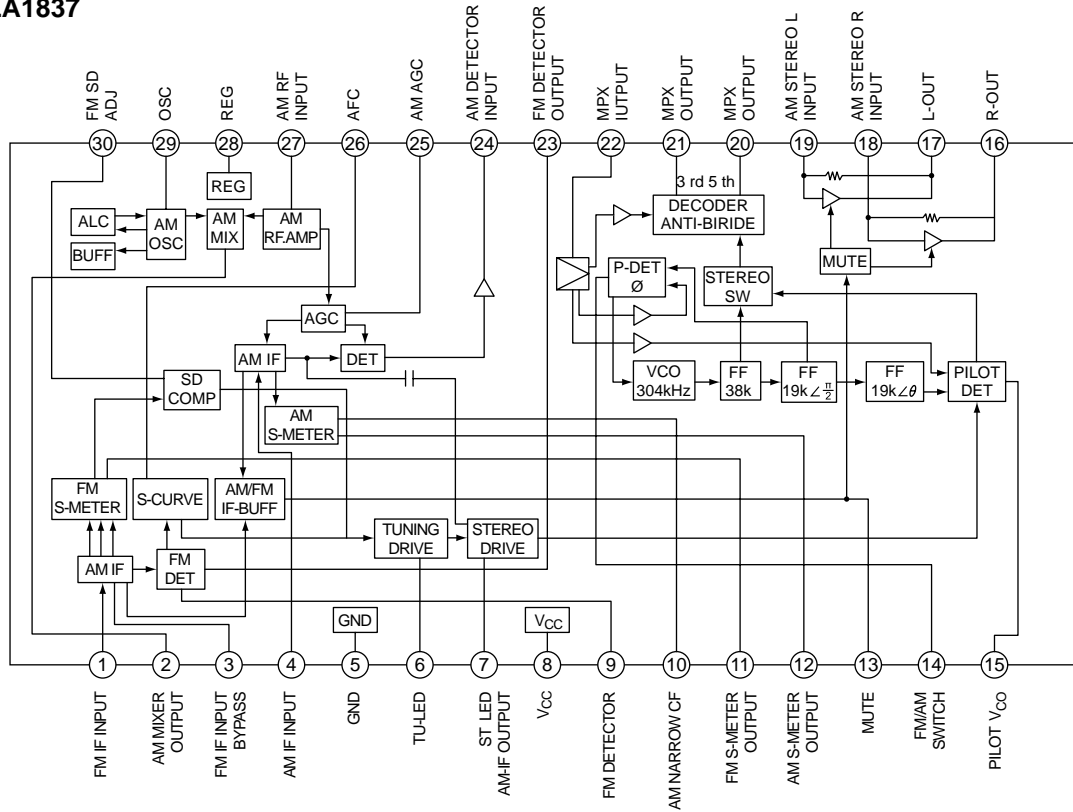 A1837
FM SD
ADJ
OSC
REG
AM RF
INPUT
AFC
AM AGC
AM DETECTOR
INPUT
FM DETECTOR
OUTPUT
MPX
IUTPUT
MPX
OUTPUT
MPX
OUTPUT
AM STEREO L
INPUT
AM STEREO R
INPUT
L-OUT
R-OUT
30
29
28
27
26
25
24
23
22
21
20
19
18
17
16
REG
3 rd 5 th
ALC
AM
OSC
AM
MIX
AM
RF.AMP
DECODER
ANTI-BIRIDE
BUFF
MUTE
P-DET
Ø
STEREO
SW
AGC
AM IF
DET
VCO
304kHz
FF
38k
FF
19k∠π/2
FF
19k∠θ
PILOT
DET
SD
COMP
AM
S-METER
FM
S-METER
S-CURVE
AM/FM
IF-BUFF
TUNING
DRIVE
STEREO
DRIVE
AM IF
FM
DET
GND
VCC
1
2
3
4
5
6
7
8
9
10
11
12
13
14
15
FM IF INPUT
AM MIXER
OUTPUT
FM IF INPUT
BYPASS
AM IF INPUT
GND
TU-LED
ST LED
AM-IF OUTPUT
VCC
FM DETECTOR
AM NARROW CF
FM S-METER
OUTPUT
AM S-METER
OUTPUT
MUTE
FM/AM
SWITCH
PILOT VCO